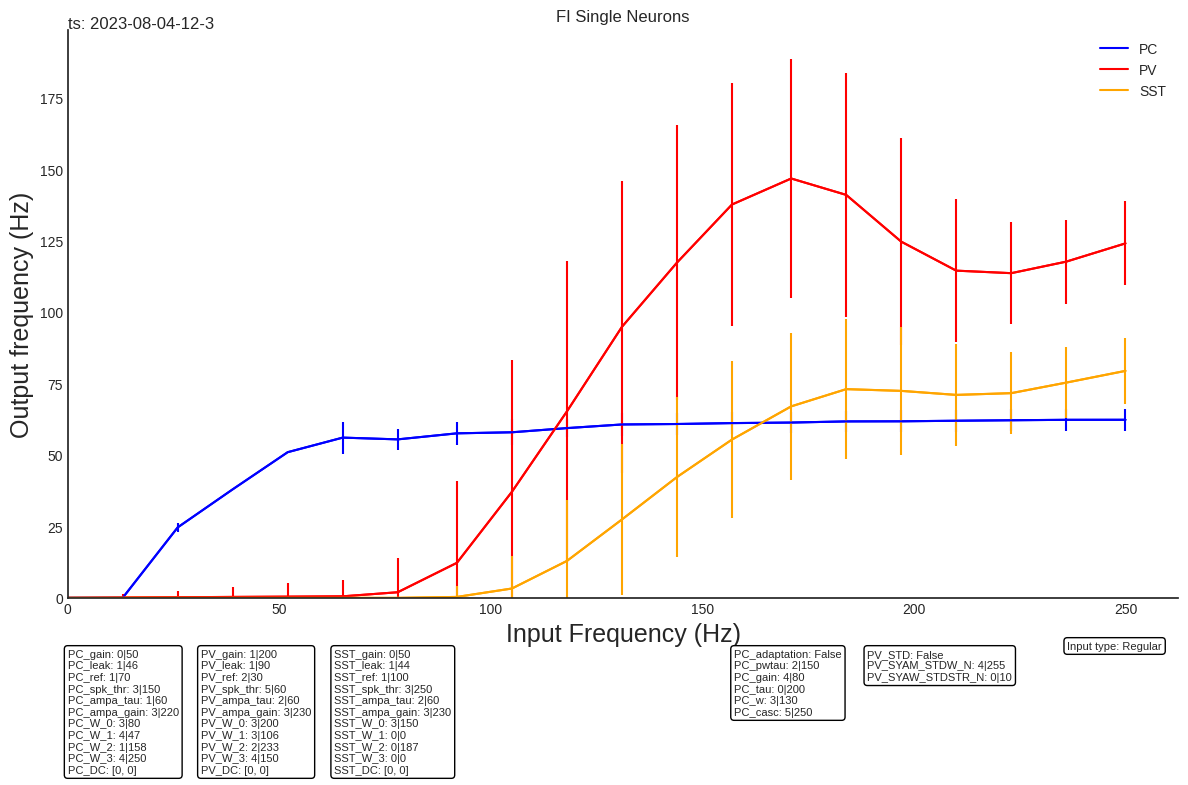 ts: 2023-08-04-12-3
FI Single Neurons
PC
PV
SST
Output frequency (Hz)
175
150
125
100
75
50
25
0
0 50 100 150 200 250
Input Frequency (Hz)
PC_gain: 0|50
PC_leak: 1|46
PC_ref: 1|70
PC_spk_thr: 3|150
PC_ampa_tau: 1|60
PC_ampa_gain: 3|220
PC_W_0: 3|80
PC_W_1: 4|47
PC_W_2: 1|158
PC_W_3: 4|250
PC_DC: [0, 0]
PV_gain: 1|200
PV_leak: 1|90
PV_ref: 2|30
PV_spk_thr: 5|60
PV_ampa_tau: 2|60
PV_ampa_gain: 3|230
PV_W_0: 3|200
PV_W_1: 3|106
PV_W_2: 2|233
PV_W_3: 4|150
PV_DC: [0, 0]
SST_gain: 0|50
SST_leak: 1|44
SST_ref: 1|100
SST_spk_thr: 3|250
SST_ampa_tau: 2|60
SST_ampa_gain: 3|230
SST_W_0: 3|150
SST_W_1: 0|0
SST_W_2: 0|187
SST_W_3: 0|0
SST_DC: [0, 0]
PC_adaptation: False
PC_pwtau: 2|150
PC_gain: 4|80
PC_tau: 0|200
PC_w: 3|130
PC_casc: 5|250
PV_STD: False
PV_SYAM_STDW_N: 4|255
PV_SYAW_STDSTR_N: 0|10
Input type: Regular